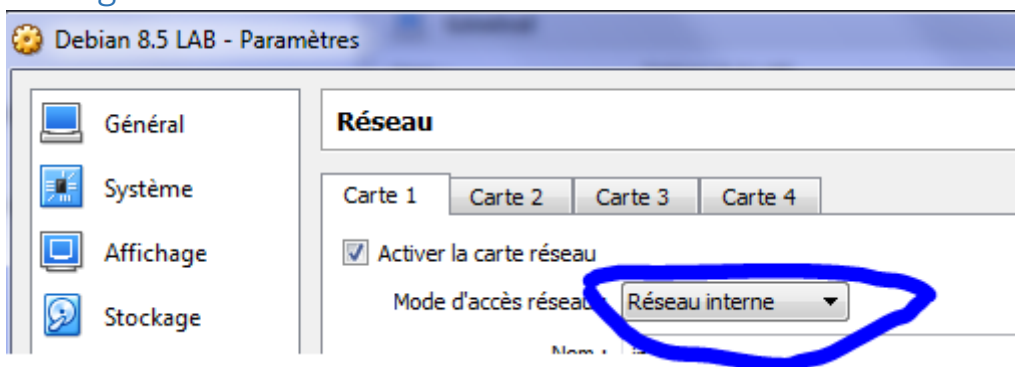 Debian 8.5 LAB - Paramètres
Général
Réseau
Système
Carte 1 Carte 2 Carte 3 Carte 4
Affichage
Activer la carte réseau
Mode d'accès réseau : Réseau interne
Stockage
Nom :